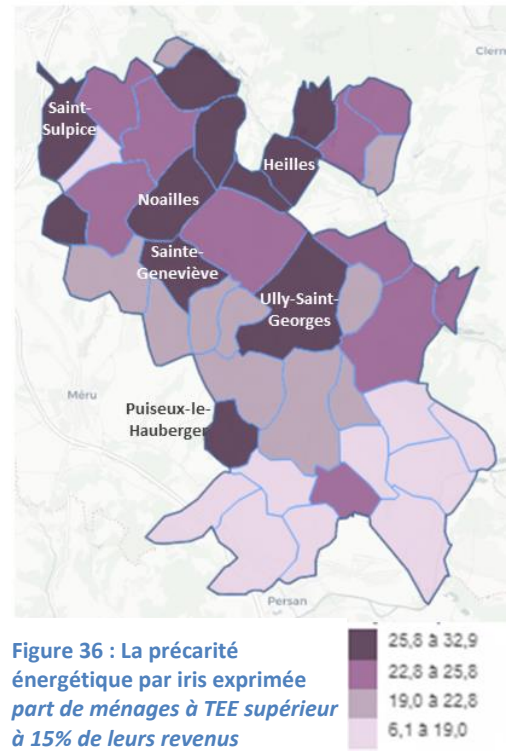 Clerm
Saint-
Sulpice
Heilles
Noailles
Sainte-
Geneviève
Ully-Saint-
Georges
Méru
Puiseux-le-
Hauberger
Persan
Figure 36 : La précarité
énergétique par iris exprimée
part de ménages à TEE supérieur
à 15% de leurs revenus
25,8 à 32,9
22,8 à 25,8
19,0 à 22,8
6,1 à 19,0